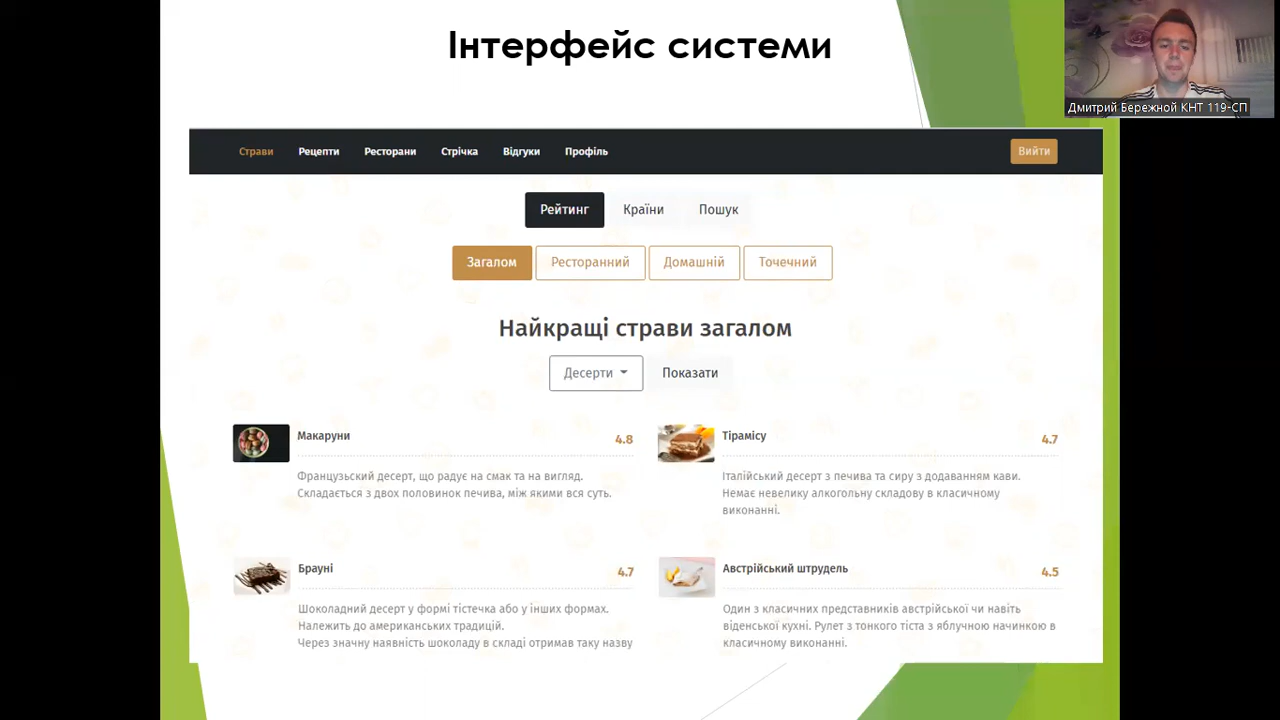 Інтерфейс системи
Дмитрий Бережной КНТ 119-СП
Страви Рецепти Ресторани Стрічка Відгуки Профіль Вийти
Рейтинг Країни Пошук
Загалом Ресторанний Домашній Точечний
Найкращі страви загалом
Десерти Показати
Макаруни 4.8
Французьский десерт, що радує на смак та на вигляд.
Складається з двох половинок печива, між якими вся суть.
Тірамісу 4.7
Італійський десерт з печива та сиру з додаванням кави.
Немає невелику алкогольну складову в класичному
виконанні.
Брауні 4.7
Шоколадний десерт у формі тістечка або у інших формах.
Належить до американських традицій.
Через значну наявність шоколаду в складі отримав таку назву
Австрійський штрудель 4.5
Один з класичних представників австрійської чи навіть
віденської кухні. Рулет з тонкого тіста з яблучною начинкою в
класичному виконанні.